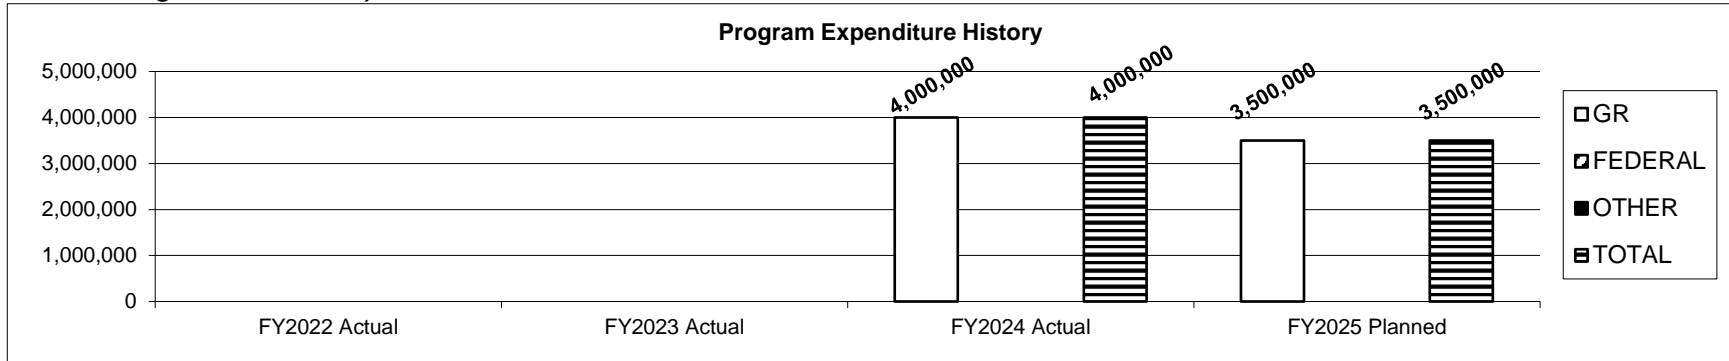 Program Expenditure History
5,000,000
4,000,000
3,000,000
2,000,000
1,000,000
0
4,000,000
4,000,000
3,500,000
3,500,000
FY2022 Actual
FY2023 Actual
FY2024 Actual
FY2025 Planned
GR
FEDERAL
OTHER
TOTAL